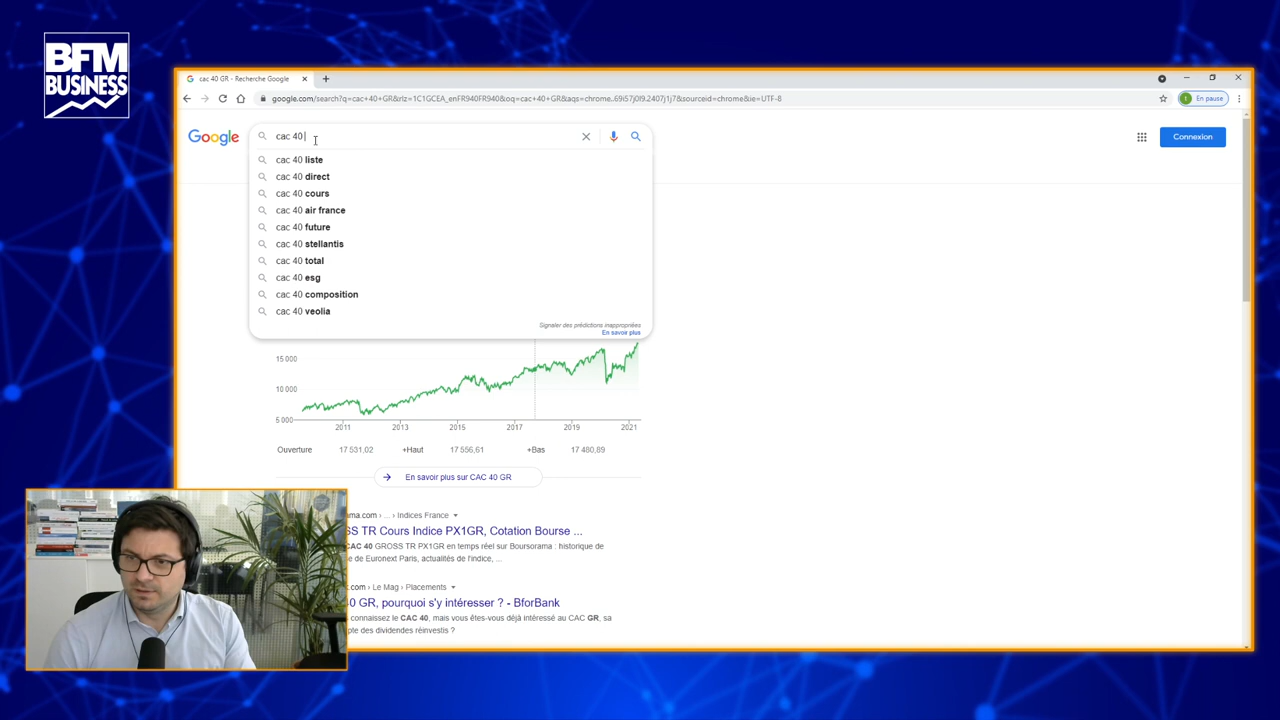 BFM
BUSINESS
cac 40 GR - Recherche Google
google.com/search?q=cac+40+GR&rlz=1C1GCEA_enFR940FR940&oq=cac+40+GR&aqs=chrome..69i57j0l9.2407j1j7&sourceid=chrome&ie=UTF-8
En pause
Google
cac 40
Connexion
cac 40 liste
cac 40 direct
cac 40 cours
cac 40 air france
cac 40 future
cac 40 stellantis
cac 40 total
cac 40 esg
cac 40 composition
cac 40 veolia
Signaler des prédictions inappropriées
En savoir plus
15 000
10 000
5 000
2011 2013 2015 2017 2019 2021
Ouverture 17 531,02 +Haut 17 556,61 +Bas 17 480,89
En savoir plus sur CAC 40 GR
ma.com › ... › Indices France
SS TR Cours Indice PX1GR, Cotation Bourse ...
CAC 40 GROSS TR PX1GR en temps réel sur Boursorama : historique de
e de Euronext Paris, actualités de l'indice, ...
.com › Le Mag › Placements
0 GR, pourquoi s'y intéresser ? - BforBank
connaissez le CAC 40, mais vous êtes-vous déjà intéressé au CAC GR, sa
pte des dividendes réinvestis ?